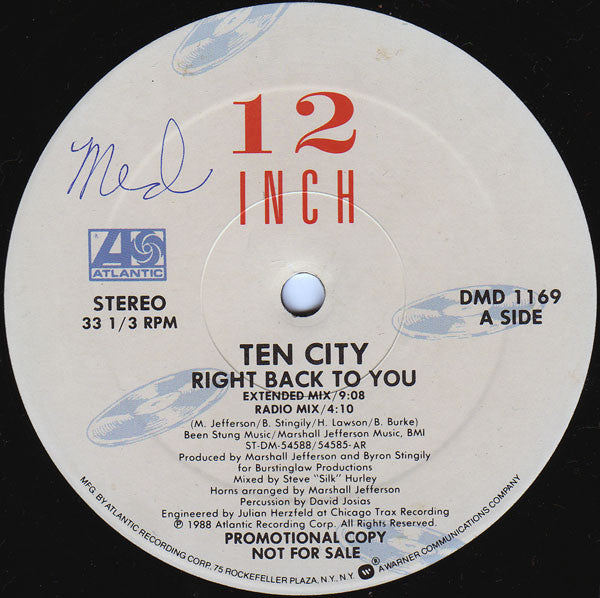 12
INCH
Med
ATLANTIC
STEREO
33 1/3 RPM
DMD 1169
A SIDE
TEN CITY
RIGHT BACK TO YOU
EXTENDED MIX/9:08
RADIO MIX/4:10
(M. Jefferson/B. Stingily/H. Lawson/B. Burke)
Been Stung Music/Marshall Jefferson Music, BMI
ST-DM-54588/54585-AR
Produced by Marshall Jefferson and Byron Stingily
for Burstinglaw Productions
Mixed by Steve "Silk" Hurley
Horns arranged by Marshall Jefferson
Percussion by David Josias
Engineered by Julian Herzfeld at Chicago Trax Recording
℗ 1988 Atlantic Recording Corp. All Rights Reserved.
PROMOTIONAL COPY
NOT FOR SALE
MFG. BY ATLANTIC RECORDING CORP., 75 ROCKEFELLER PLAZA, N.Y., N.Y. ® A WARNER COMMUNICATIONS COMPANY